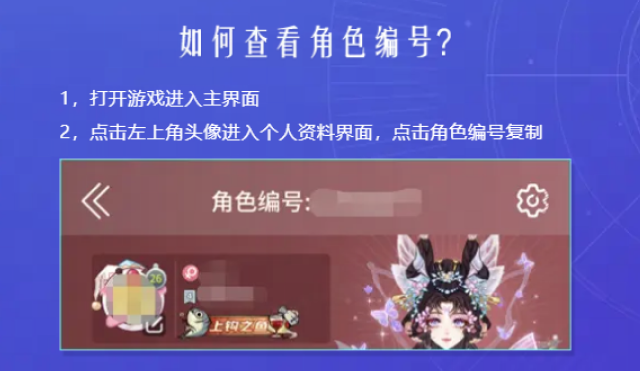 如何查看角色编号?
1，打开游戏进入主界面
2，点击左上角头像进入个人资料界面，点击角色编号复制
角色编号:
26
上钩之鱼